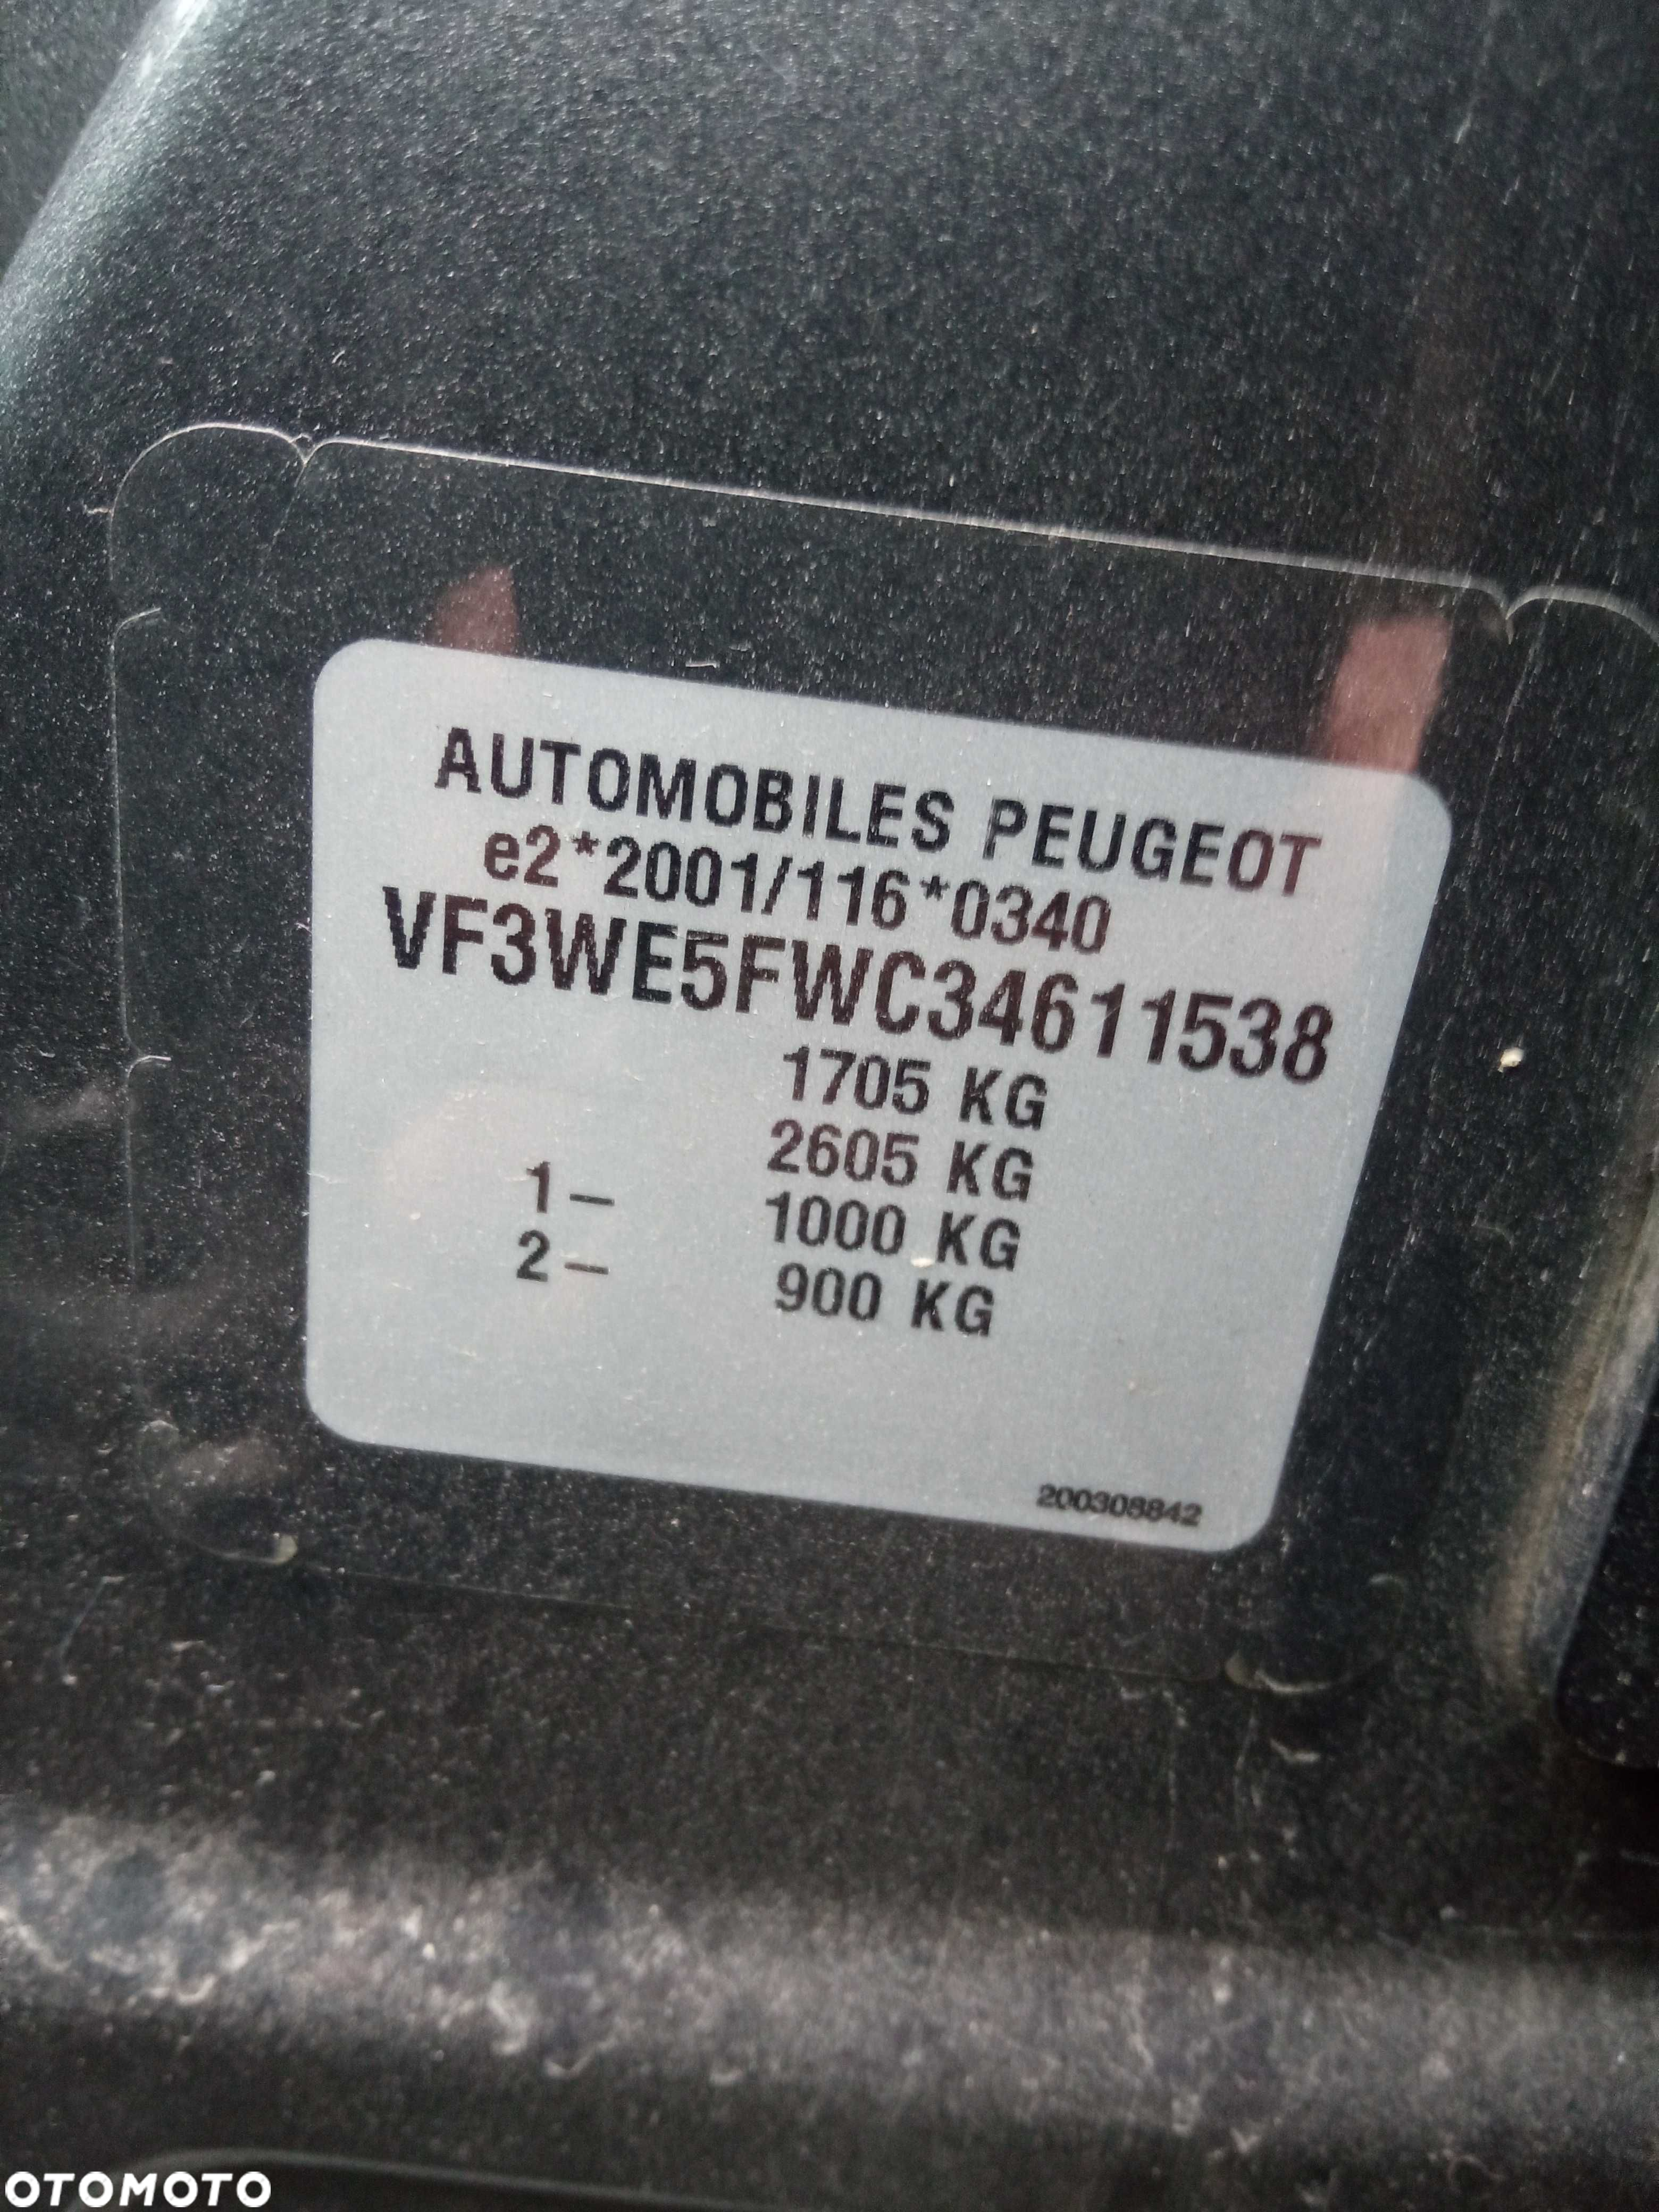 AUTOMOBILES PEUGEOT
e2*2001/116*0340
VF3WE5FWC34611538
1705 KG
2605 KG
1- 1000 KG
2- 900 KG
200308842
OTOMOTO